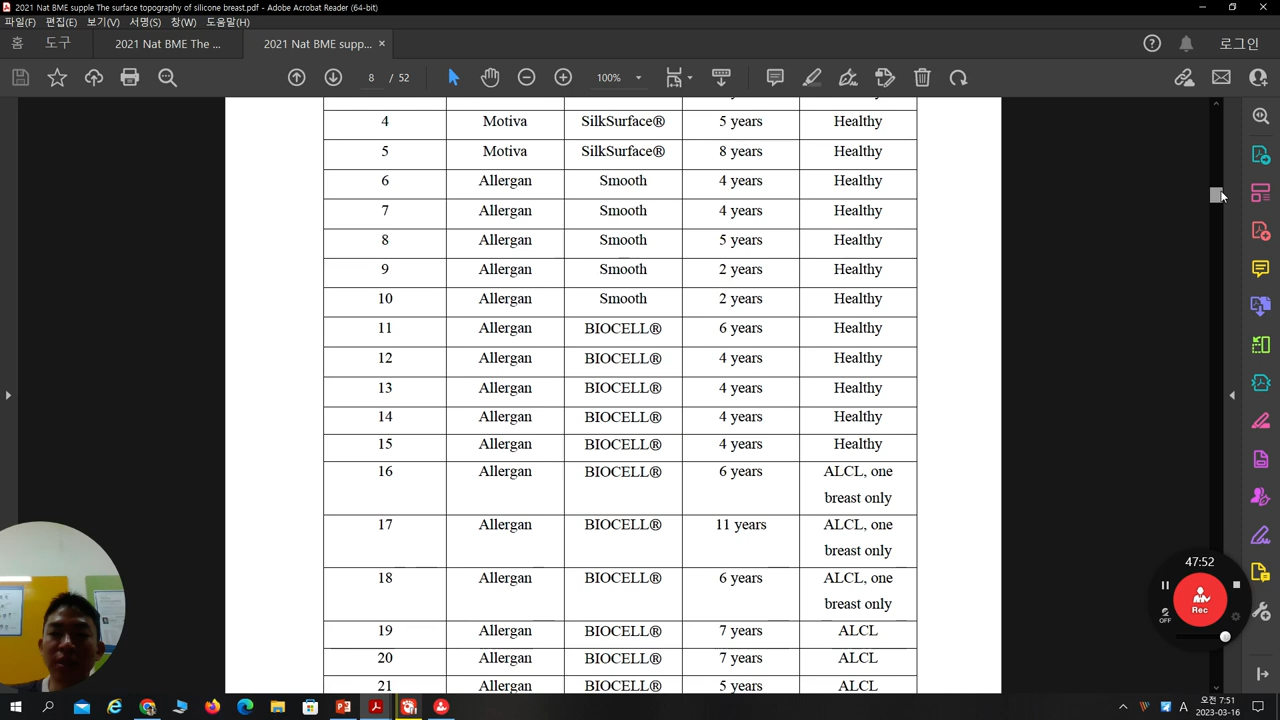 2021 Nat BME supple The surface topography of silicone breast.pdf - Adobe Acrobat Reader (64-bit)
파일(F) 편집(E) 보기(V) 서명(S) 창(W) 도움말(H)
홈 도구 2021 Nat BME The ... 2021 Nat BME supp... × 로그인
8 / 52 100%
4 Motiva SilkSurface® 5 years Healthy
5 Motiva SilkSurface® 8 years Healthy
6 Allergan Smooth 4 years Healthy
7 Allergan Smooth 4 years Healthy
8 Allergan Smooth 5 years Healthy
9 Allergan Smooth 2 years Healthy
10 Allergan Smooth 2 years Healthy
11 Allergan BIOCELL® 6 years Healthy
12 Allergan BIOCELL® 4 years Healthy
13 Allergan BIOCELL® 4 years Healthy
14 Allergan BIOCELL® 4 years Healthy
15 Allergan BIOCELL® 4 years Healthy
16 Allergan BIOCELL® 6 years ALCL, one
breast only
17 Allergan BIOCELL® 11 years ALCL, one
breast only
18 Allergan BIOCELL® 6 years ALCL, one
breast only
19 Allergan BIOCELL® 7 years ALCL
20 Allergan BIOCELL® 7 years ALCL
21 Allergan BIOCELL® 5 years ALCL
47:52
Rec
OFF
A 오전 7:51
2023-03-16